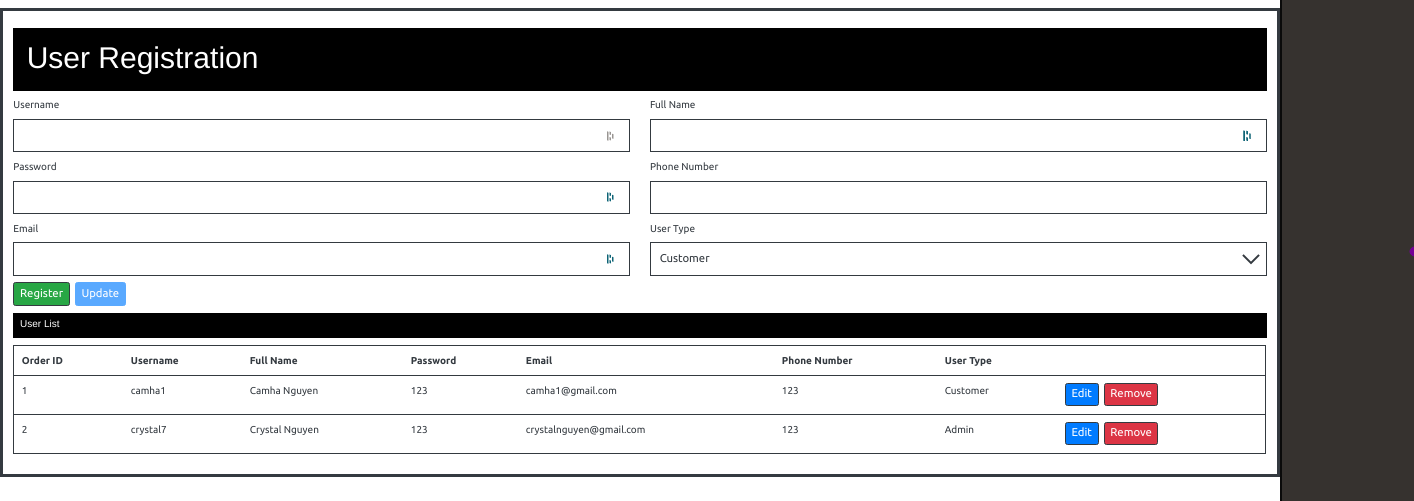 User Registration
Username Full Name
Password Phone Number
Email User Type
Customer
Register Update
User List
Order ID Username Full Name Password Email Phone Number User Type
1 camha1 Camha Nguyen 123 camha1@gmail.com 123 Customer Edit Remove
2 crystal7 Crystal Nguyen 123 crystalnguyen@gmail.com 123 Admin Edit Remove